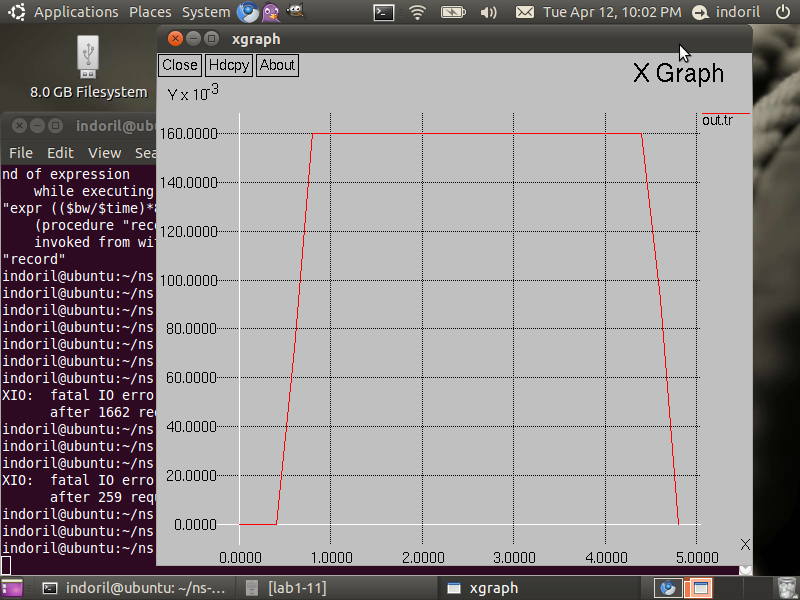 Applications Places System Tue Apr 12, 10:02 PM indoril
8.0 GB Filesystem
xgraph
Close Hdcpy About
X Graph
Y x 10-3
out.tr
160.0000
140.0000
120.0000
100.0000
80.0000
60.0000
40.0000
20.0000
0.0000
0.0000 1.0000 2.0000 3.0000 4.0000 5.0000
X
indoril@ubu
File Edit View Sea
nd of expression
while executing
"expr (($bw/$time)*
(procedure "reco
invoked from wit
"record"
indoril@ubuntu:~/ns
indoril@ubuntu:~/ns
indoril@ubuntu:~/ns
indoril@ubuntu:~/ns
indoril@ubuntu:~/ns
indoril@ubuntu:~/ns
indoril@ubuntu:~/ns
XIO: fatal IO erro
after 1662 req
indoril@ubuntu:~/ns
indoril@ubuntu:~/ns
indoril@ubuntu:~/ns
XIO: fatal IO erro
after 259 requ
indoril@ubuntu:~/ns
indoril@ubuntu:~/ns
indoril@ubuntu:~/ns
indoril@ubuntu: ~/ns-... [lab1-11] xgraph